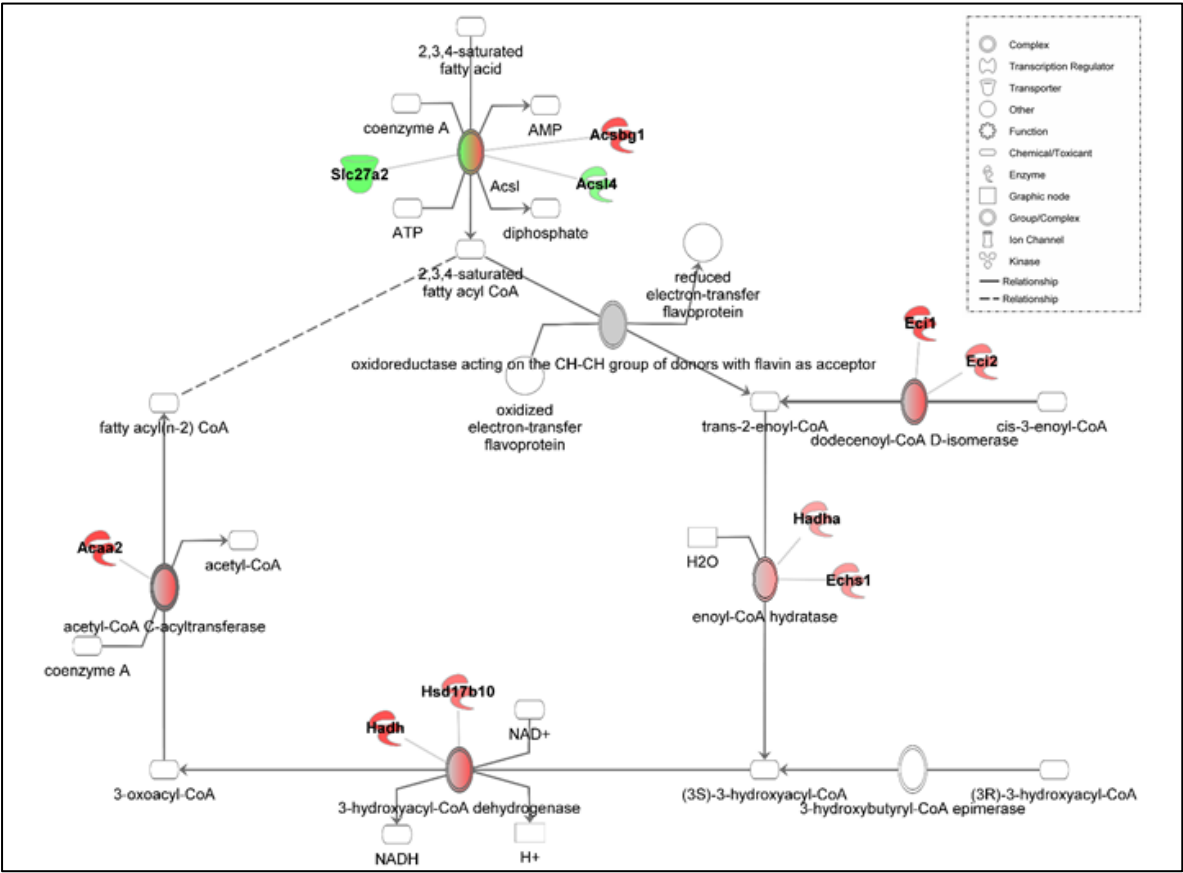 2,3,4-saturated
fatty acid
coenzyme A
AMP
Acsbg1
Slc27a2
Acsl
Acsl4
ATP
diphosphate
2,3,4-saturated
fatty acyl CoA
reduced
electron-transfer
flavoprotein
oxidoreductase acting on the CH-CH group of donors with flavin as acceptor
oxidized
electron-transfer
flavoprotein
Eci1
Eci2
fatty acyl(n-2) CoA
trans-2-enoyl-CoA
dodecenoyl-CoA D-isomerase
cis-3-enoyl-CoA
Hadha
H2O
Echs1
enoyl-CoA hydratase
Acaa2
acetyl-CoA
acetyl-CoA C-acyltransferase
coenzyme A
Hsd17b10
Hadh
NAD+
3-oxoacyl-CoA
3-hydroxyacyl-CoA dehydrogenase
(3S)-3-hydroxyacyl-CoA
3-hydroxybutyryl-CoA epimerase
(3R)-3-hydroxyacyl-CoA
NADH
H+
Complex
Transcription Regulator
Transporter
Other
Function
Chemical/Toxicant
Enzyme
Graphic node
Group/Complex
Ion Channel
Kinase
Relationship
Relationship